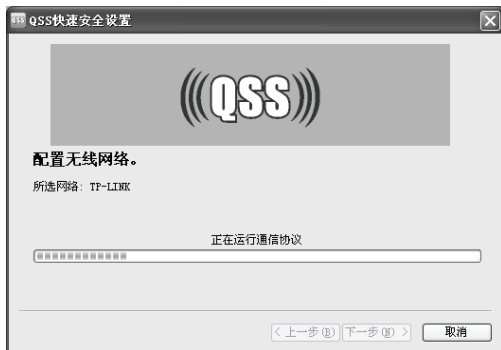 QSS QSS快速安全设置
(((QSS)))
配置无线网络。
所选网络: TP-LINK
正在运行通信协议
< 上一步(B) 下一步(N) > 取消